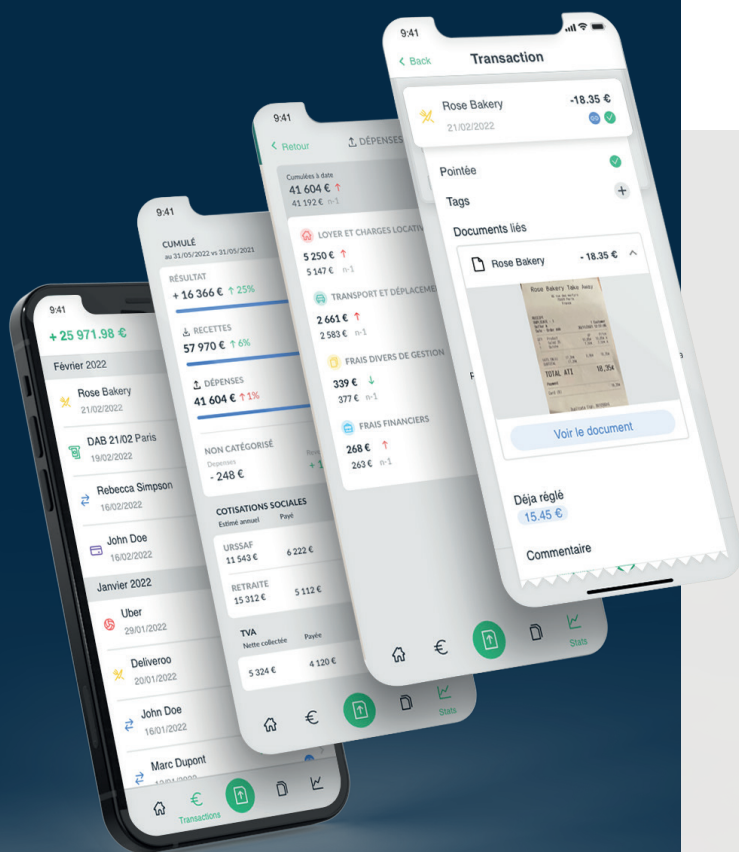 9:41
+ 25 971.98 €
Février 2022
Rose Bakery
21/02/2022
DAB 21/02 Paris
19/02/2022
Rebecca Simpson
16/02/2022
John Doe
16/02/2022
Janvier 2022
Uber
29/01/2022
Deliveroo
20/01/2022
John Doe
16/01/2022
Marc Dupont
Transactions
9:41
CUMULÉ
au 31/05/2022 vs 31/05/2021
RÉSULTAT
+ 16 366 € ↑ 25%
RECETTES
57 970 € ↑ 6%
DÉPENSES
41 604 € ↑ 1%
NON CATÉGORISÉ
Depenses
- 248 €
COTISATIONS SOCIALES
Estimé annuel Payé
URSSAF
11 543 € 6 222 €
RETRAITE
15 312 € 5 112 €
TVA
Nette collectée Payée
5 324 € 4 120 €
Stats
9:41
Retour DÉPENSES
Cumulées à date
41 604 € ↑
41 192 € n-1
LOYER ET CHARGES LOCATIV
5 250 € ↑
5 147 € n-1
TRANSPORT ET DÉPLACEME
2 661 € ↑
2 583 € n-1
FRAIS DIVERS DE GESTION
339 € ↓
377 € n-1
FRAIS FINANCIERS
268 € ↑
263 € n-1
Stats
9:41
Back Transaction
Rose Bakery -18.35 €
21/02/2022
Pointée
Tags
Documents liés
Rose Bakery - 18.35 €
Rose Bakery Take Away
TOTAL ATI 18,35€
Voir le document
Déja réglé
15.45 €
Commentaire